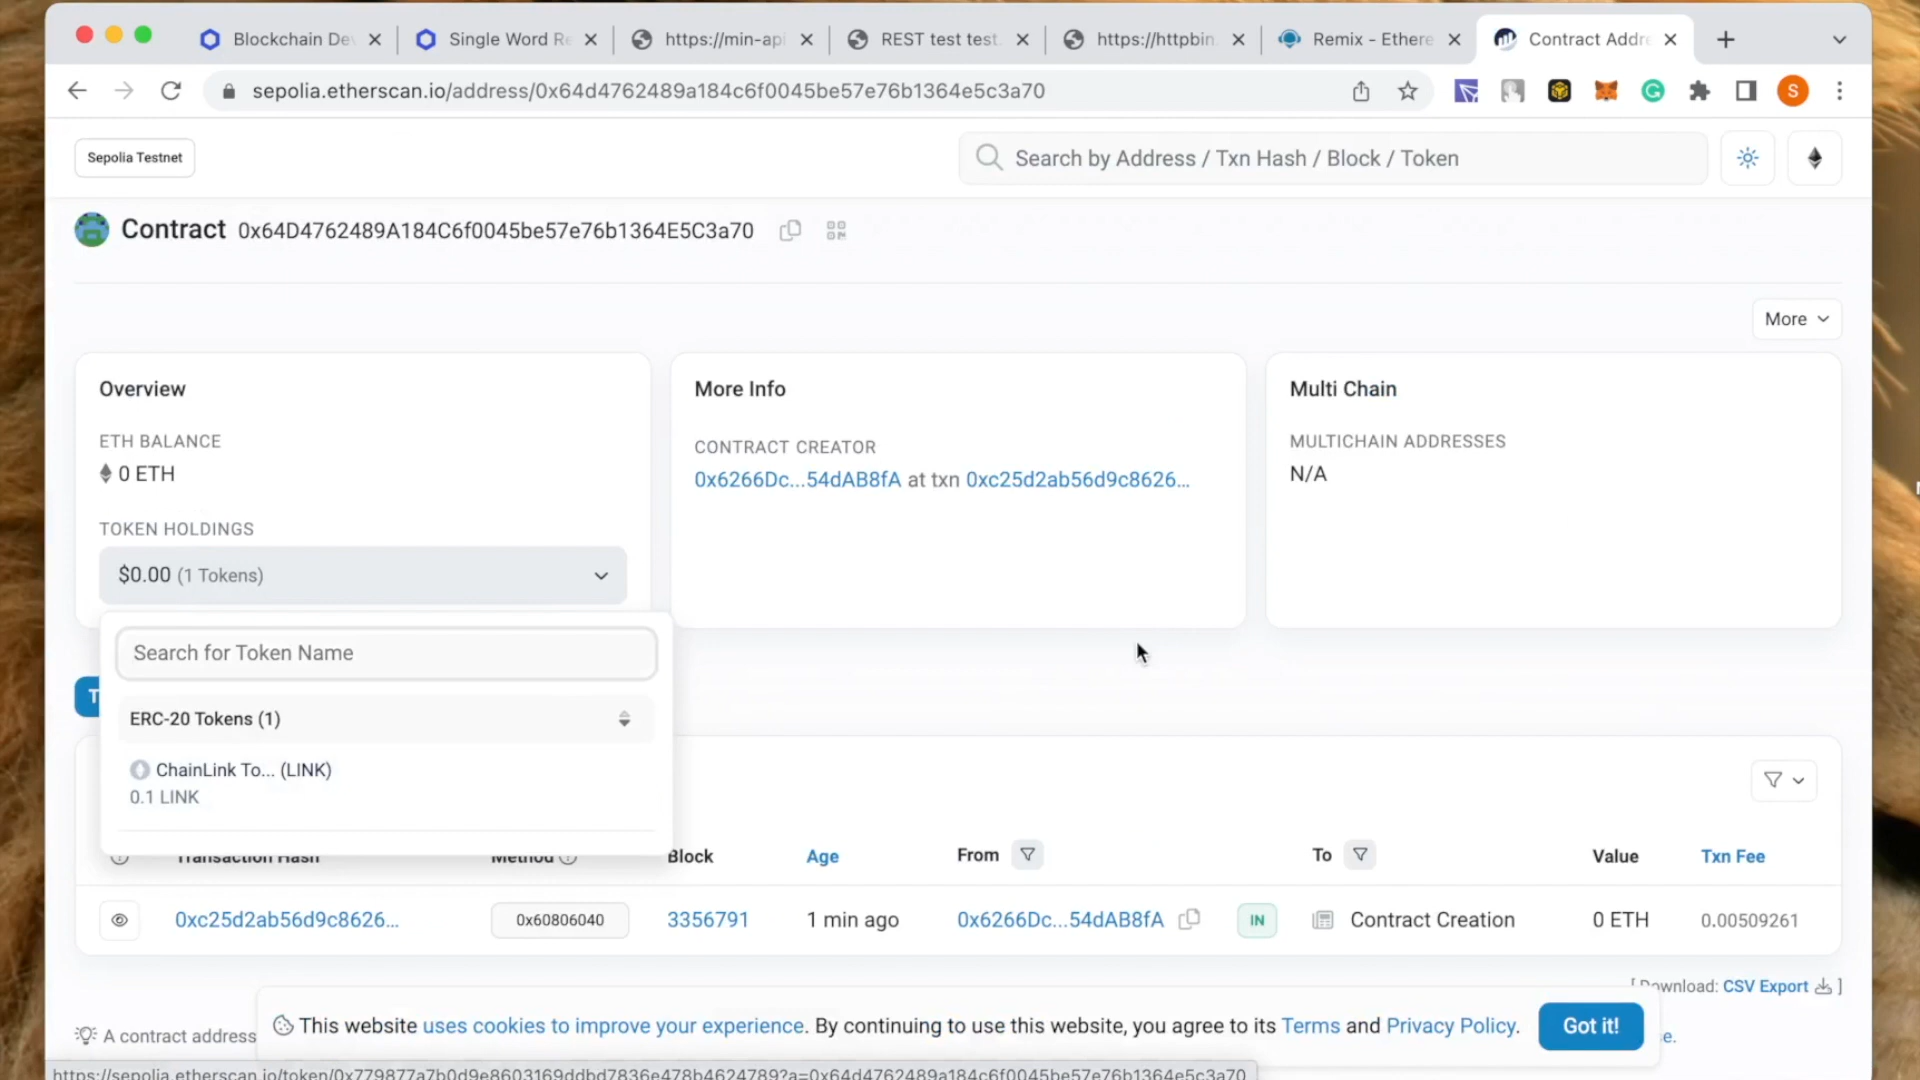 Blockchain De
Single Word Re
https://min-api
REST test test.
https://httpbin.
Remix - Ethere
Contract Addre
sepolia.etherscan.io/address/0x64d4762489a184c6f0045be57e76b1364e5c3a70
S
Sepolia Testnet
Search by Address / Txn Hash / Block / Token
Contract 0x64D4762489A184C6f0045be57e76b1364E5C3a70
More
Overview
ETH BALANCE
0 ETH
TOKEN HOLDINGS
$0.00 (1 Tokens)
More Info
CONTRACT CREATOR
0x6266Dc...54dAB8fA at txn 0xc25d2ab56d9c8626...
Multi Chain
MULTICHAIN ADDRESSES
N/A
Search for Token Name
ERC-20 Tokens (1)
ChainLink To... (LINK)
0.1 LINK
T
Transaction Hash
Method
Block
Age
From
To
Value
Txn Fee
0xc25d2ab56d9c8626...
0x60806040
3356791
1 min ago
0x6266Dc...54dAB8fA
IN
Contract Creation
0 ETH
0.00509261
[ Download: CSV Export ]
A contract address
This website uses cookies to improve your experience. By continuing to use this website, you agree to its Terms and Privacy Policy.
Got it!
e.
https://sepolia.etherscan.io/token/0x779877a7b0d9e8603169ddbd7836e478b4624789?a=0x64d4762489a184c6f0045be57e76b1364e5c3a70